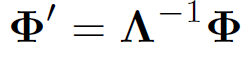 𝚽′ = 𝚲⁻¹𝚽